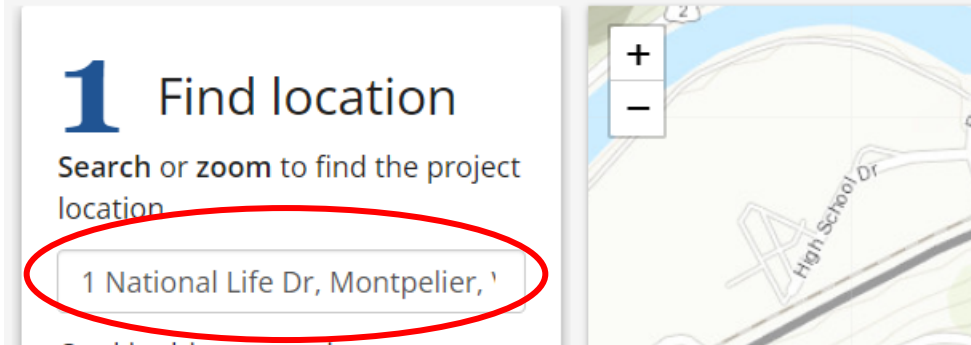 1 Find location
Search or zoom to find the project
location
1 National Life Dr, Montpelier,
2
+
−
High School Dr